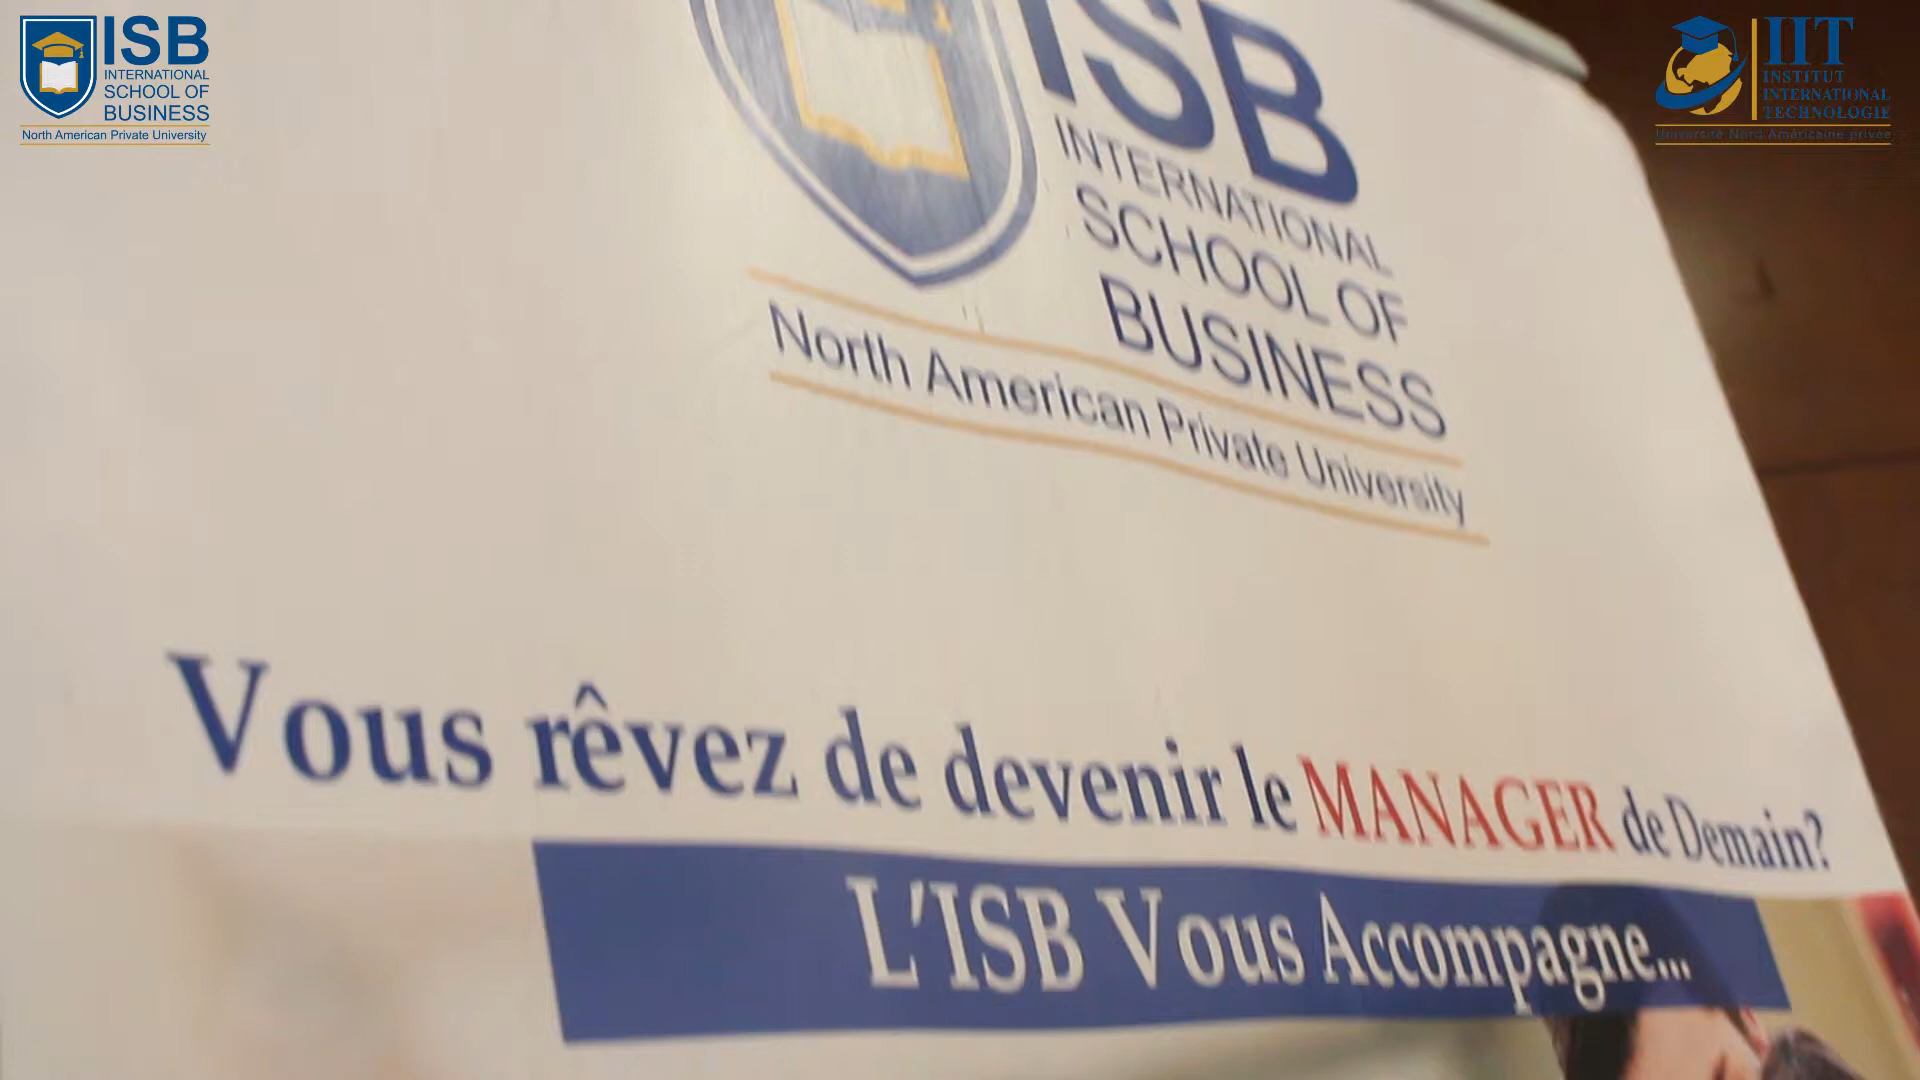 ISB
INTERNATIONAL
SCHOOL OF
BUSINESS
North American Private University
IIT
INSTITUT
INTERNATIONAL
TECHNOLOGIE
Université Nord Américaine privée
ISB
INTERNATIONAL
SCHOOL OF
BUSINESS
North American Private University
Vous rêvez de devenir le MANAGER de Demain?
L'ISB Vous Accompagne...